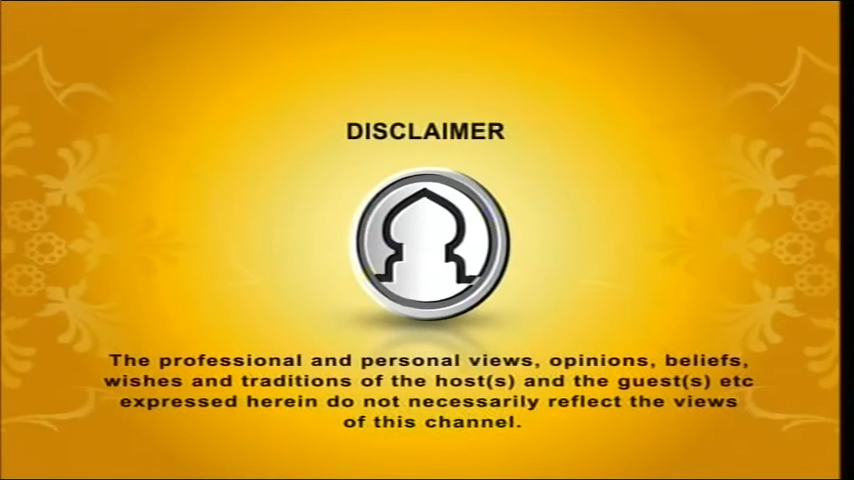 DISCLAIMER
The professional and personal views, opinions, beliefs,
wishes and traditions of the host(s) and the guest(s) etc
expressed herein do not necessarily reflect the views
of this channel.